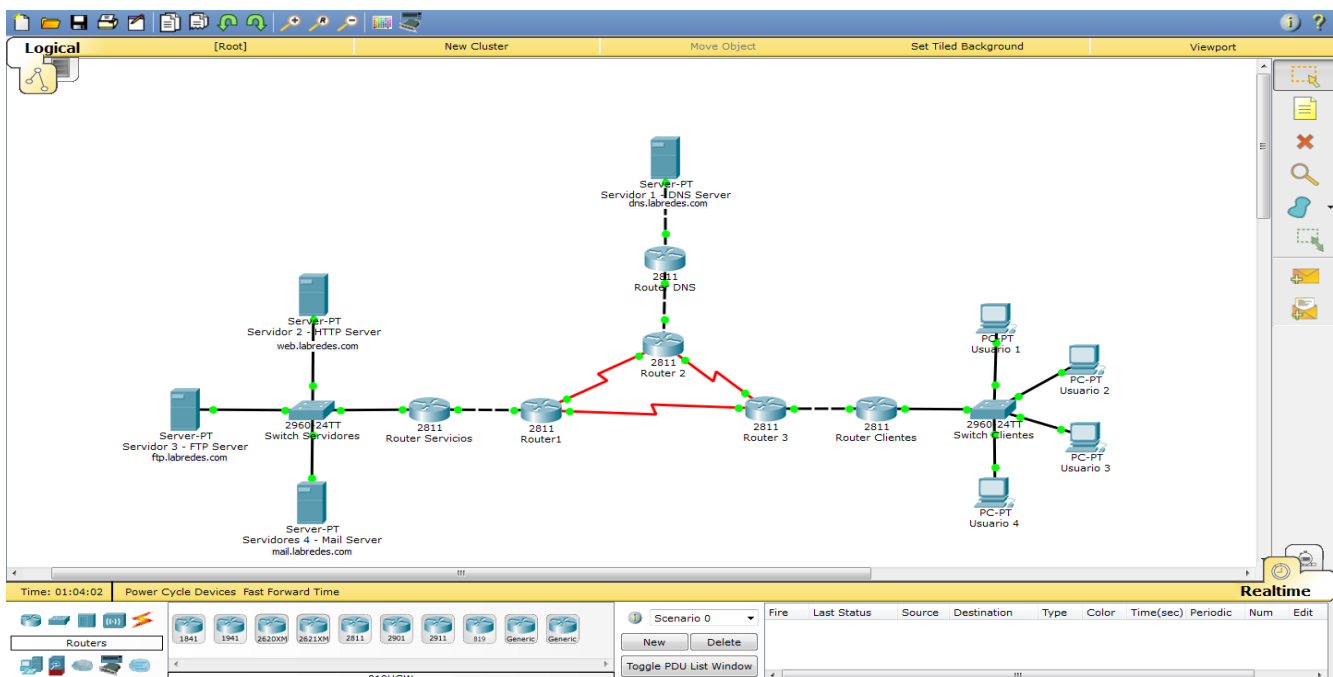 Logical [Root] New Cluster Move Object Set Tiled Background Viewport
Server-PT
Servidor 1 - DNS Server
dns.labredes.com
2811
Router DNS
Server-PT
Servidor 2 - HTTP Server
web.labredes.com
2811
Router 2
PC-PT
Usuario 1
PC-PT
Usuario 2
Server-PT
Servidor 3 - FTP Server
ftp.labredes.com
2960-24TT
Switch Servidores
2811
Router Servicios
2811
Router1
2811
Router 3
2811
Router Clientes
2960-24TT
Switch Clientes
PC-PT
Usuario 3
Server-PT
Servidores 4 - Mail Server
mail.labredes.com
PC-PT
Usuario 4
Time: 01:04:02 Power Cycle Devices Fast Forward Time Realtime
Routers
1841 1941 2620XM 2621XM 2811 2901 2911 819 Generic Generic
Scenario 0
New Delete
Toggle PDU List Window
Fire Last Status Source Destination Type Color Time(sec) Periodic Num Edit